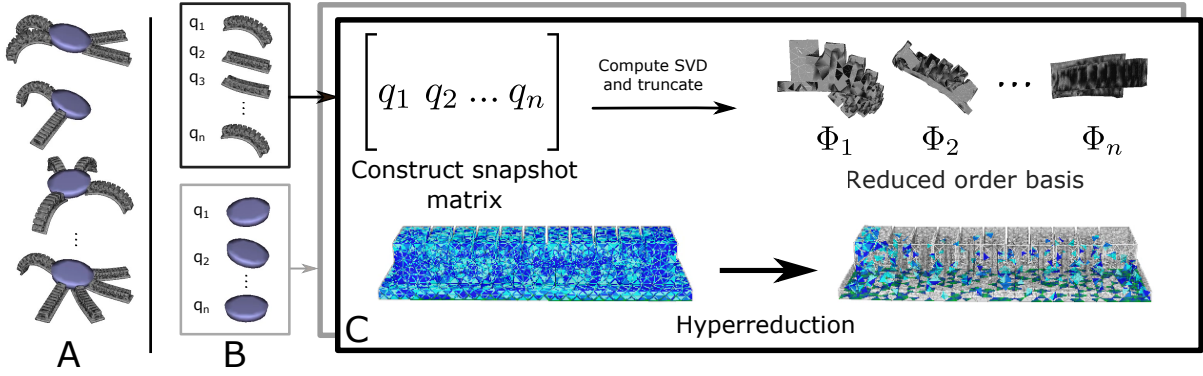 q1
q2
q3
...
qn
q1
q2
...
qn
...
A
B
C
q1 q2 ... qn
Construct snapshot
matrix
Compute SVD
and truncate
Φ1 Φ2 ... Φn
Reduced order basis
Hyperreduction